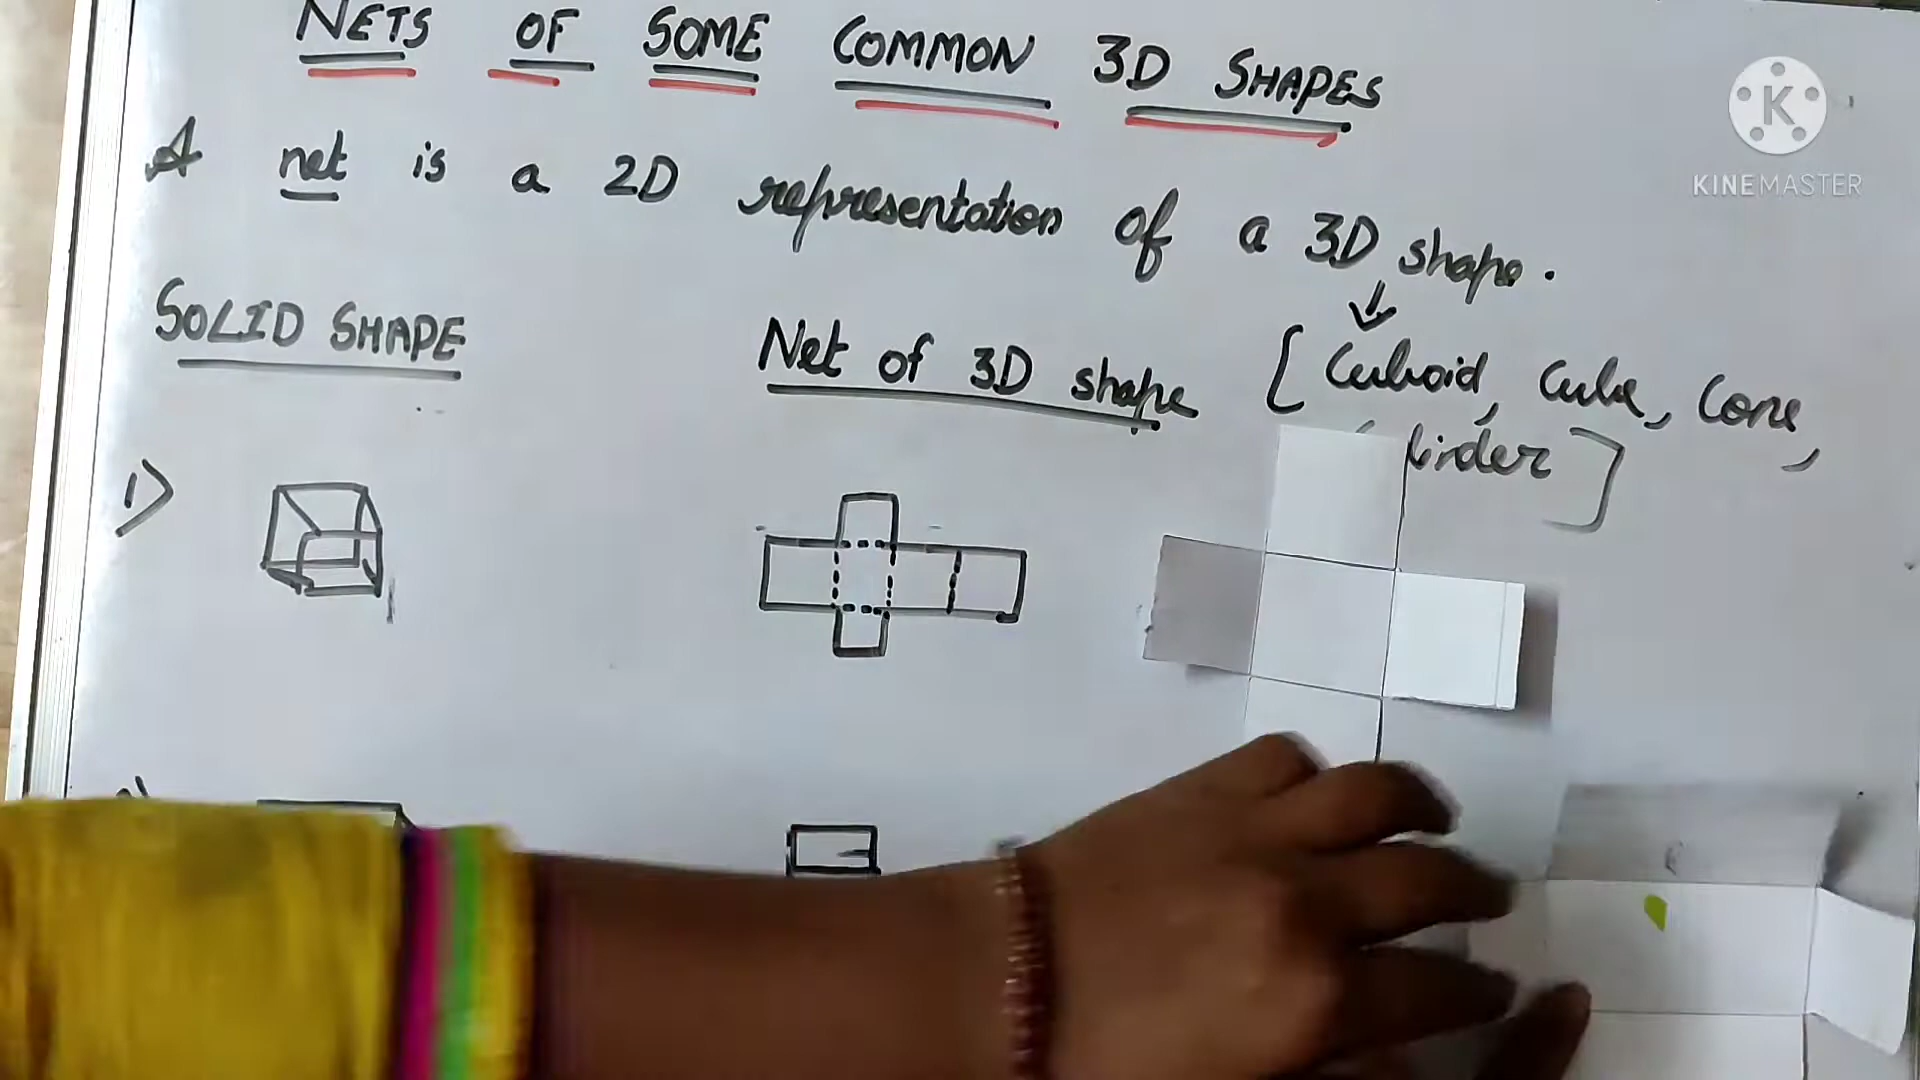 NETS OF SOME COMMON 3D SHAPES
A net is a 2D representation of a 3D shape.
SOLID SHAPE
Net of 3D shape
[Cuboid, Cube, Cone,
linder]
1)
K
KINEMASTER